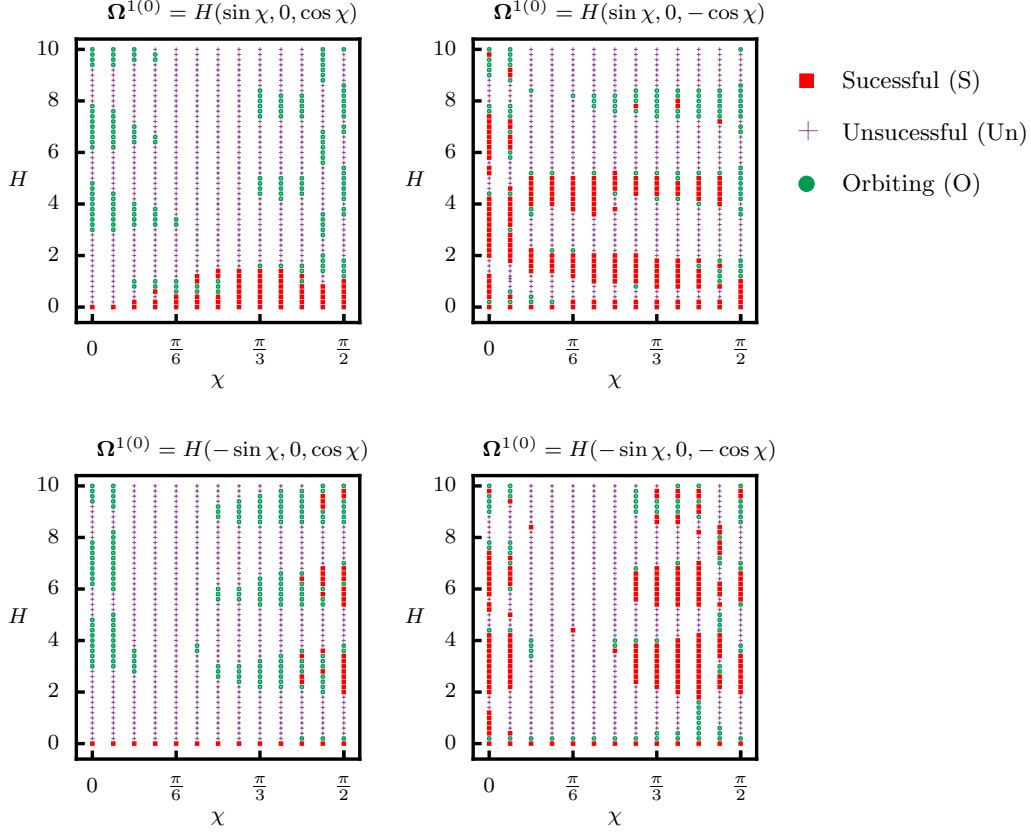 Ω^{1(0)} = H(sin χ, 0, cos χ)
Ω^{1(0)} = H(sin χ, 0, − cos χ)
10
8
6
4
2
0
H
0
π/6
π/3
π/2
χ
10
8
6
4
2
0
H
0
π/6
π/3
π/2
χ
Sucessful (S)
Unsucessful (Un)
Orbiting (O)
Ω^{1(0)} = H(− sin χ, 0, cos χ)
Ω^{1(0)} = H(− sin χ, 0, − cos χ)
10
8
6
4
2
0
H
0
π/6
π/3
π/2
χ
10
8
6
4
2
0
H
0
π/6
π/3
π/2
χ